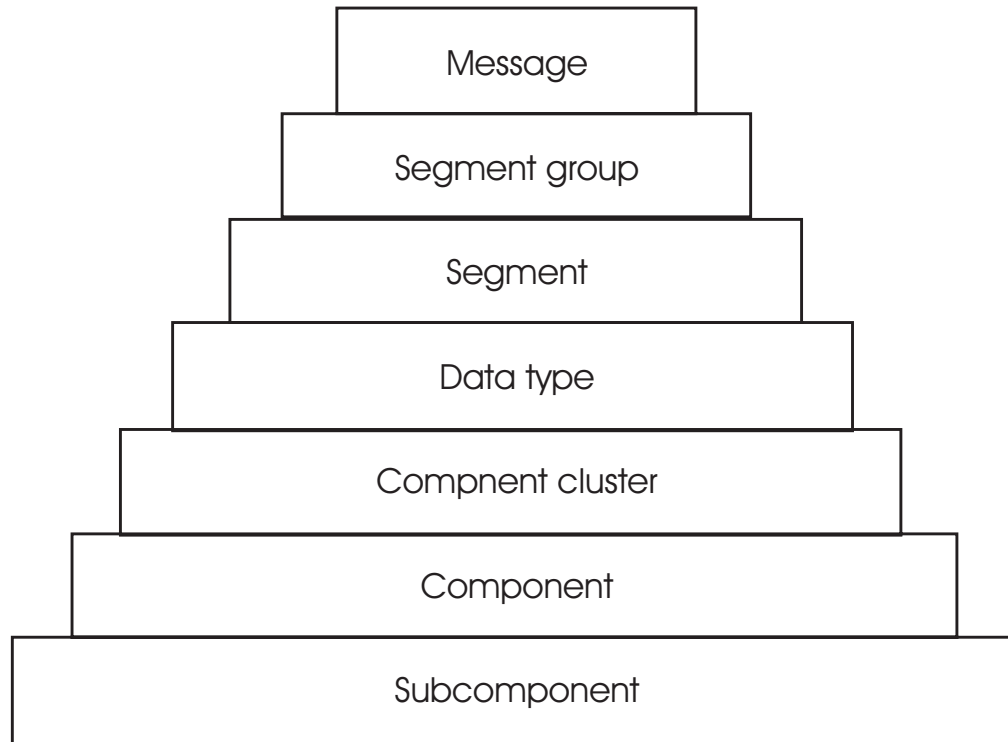 Message
Segment group
Segment
Data type
Compnent cluster
Component
Subcomponent